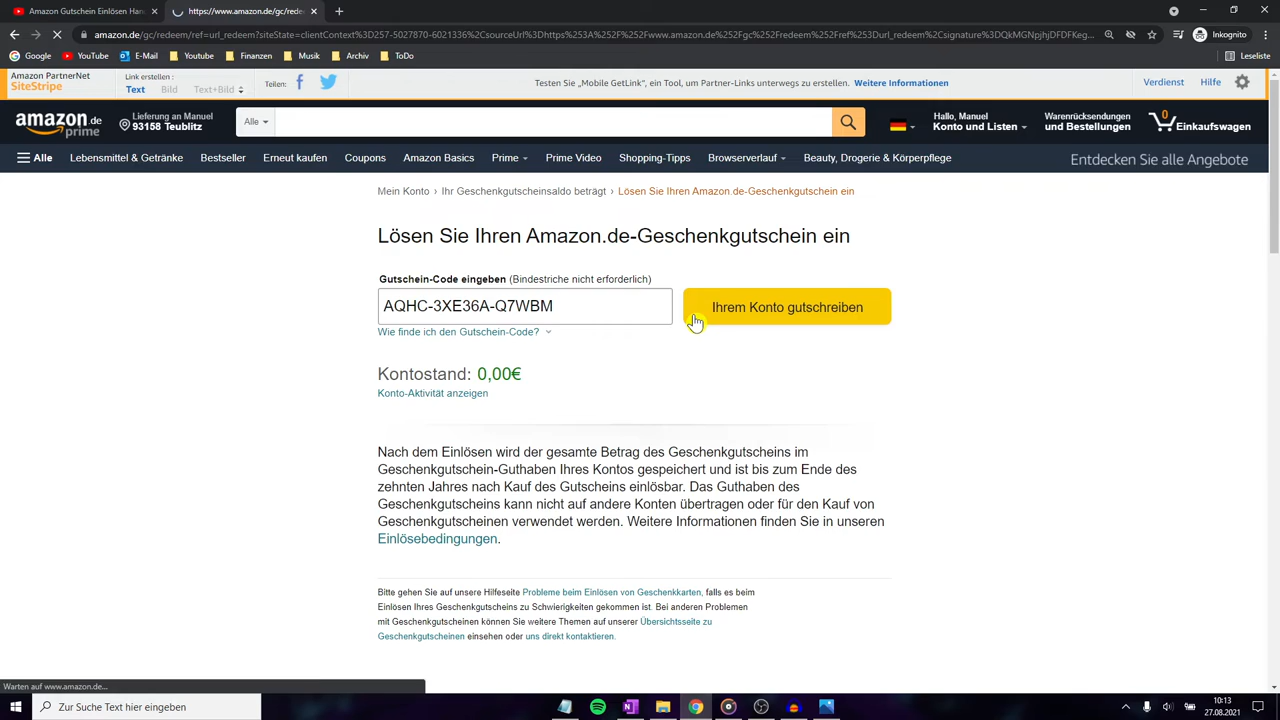 Amazon Gutschein Einlösen Han
https://www.amazon.de/gc/redee
amazon.de/gc/redeem/ref=url_redeem?siteState=clientContext%3D257-5027870-6021336%2CsourceUrl%3Dhttps%253A%252F%252Fwww.amazon.de%252Fgc%252Fredeem%252Fref%253Durl_redeem%2Csignature%3DQkMGNpjhjDFDFKeg...
Inkognito
Google YouTube E-Mail Youtube Finanzen Musik Archiv ToDo Leseliste
Amazon PartnerNet
SiteStripe
Link erstellen :
Text Bild Text+Bild
Teilen:
Testen Sie „Mobile GetLink", ein Tool, um Partner-Links unterwegs zu erstellen. Weitere Informationen
Verdienst Hilfe
amazon.de
prime
Lieferung an Manuel
93158 Teublitz
Alle
Hallo, Manuel
Konto und Listen
Warenrücksendungen
und Bestellungen
0
Einkaufswagen
Alle Lebensmittel & Getränke Bestseller Erneut kaufen Coupons Amazon Basics Prime Prime Video Shopping-Tipps Browserverlauf Beauty, Drogerie & Körperpflege Entdecken Sie alle Angebote
Mein Konto › Ihr Geschenkgutscheinsaldo beträgt › Lösen Sie Ihren Amazon.de-Geschenkgutschein ein
Lösen Sie Ihren Amazon.de-Geschenkgutschein ein
Gutschein-Code eingeben (Bindestriche nicht erforderlich)
AQHC-3XE36A-Q7WBM
Ihrem Konto gutschreiben
Wie finde ich den Gutschein-Code?
Kontostand: 0,00€
Konto-Aktivität anzeigen
Nach dem Einlösen wird der gesamte Betrag des Geschenkgutscheins im
Geschenkgutschein-Guthaben Ihres Kontos gespeichert und ist bis zum Ende des
zehnten Jahres nach Kauf des Gutscheins einlösbar. Das Guthaben des
Geschenkgutscheins kann nicht auf andere Konten übertragen oder für den Kauf von
Geschenkgutscheinen verwendet werden. Weitere Informationen finden Sie in unseren
Einlösebedingungen.
Bitte gehen Sie auf unsere Hilfeseite Probleme beim Einlösen von Geschenkkarten, falls es beim
Einlösen Ihres Geschenkgutscheins zu Schwierigkeiten gekommen ist. Bei anderen Problemen
mit Geschenkgutscheinen können Sie weitere Themen auf unserer Übersichtsseite zu
Geschenkgutscheinen einsehen oder uns direkt kontaktieren.
Warten auf www.amazon.de...
Zur Suche Text hier eingeben
10:13
27.08.2021